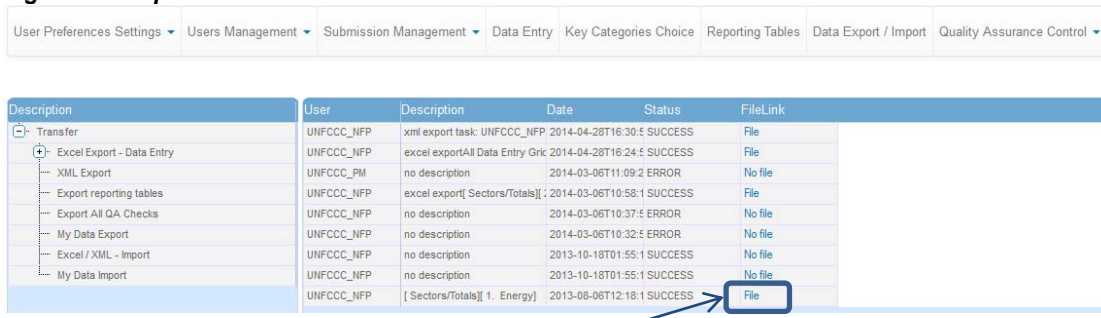 User Preferences Settings Users Management Submission Management Data Entry Key Categories Choice Reporting Tables Data Export / Import Quality Assurance Control
Description User Description Date Status FileLink
Transfer UNFCCC_NFP xml export task: UNFCCC_NFP 2014-04-28T16:30:5 SUCCESS File
Excel Export - Data Entry UNFCCC_NFP excel exportAll Data Entry Gric 2014-04-28T16:24:5 SUCCESS File
XML Export UNFCCC_PM no description 2014-03-06T11:09:2 ERROR No file
Export reporting tables UNFCCC_NFP excel export[ Sectors/Totals][ 2014-03-06T10:58:1 SUCCESS File
Export All QA Checks UNFCCC_NFP no description 2014-03-06T10:37:5 ERROR No file
My Data Export UNFCCC_NFP no description 2014-03-06T10:32:5 ERROR No file
Excel / XML - Import UNFCCC_NFP no description 2013-10-18T01:55:1 SUCCESS No file
My Data Import UNFCCC_NFP no description 2013-10-18T01:55:1 SUCCESS No file
UNFCCC_NFP [ Sectors/Totals][ 1. Energy] 2013-08-06T12:18:1 SUCCESS File